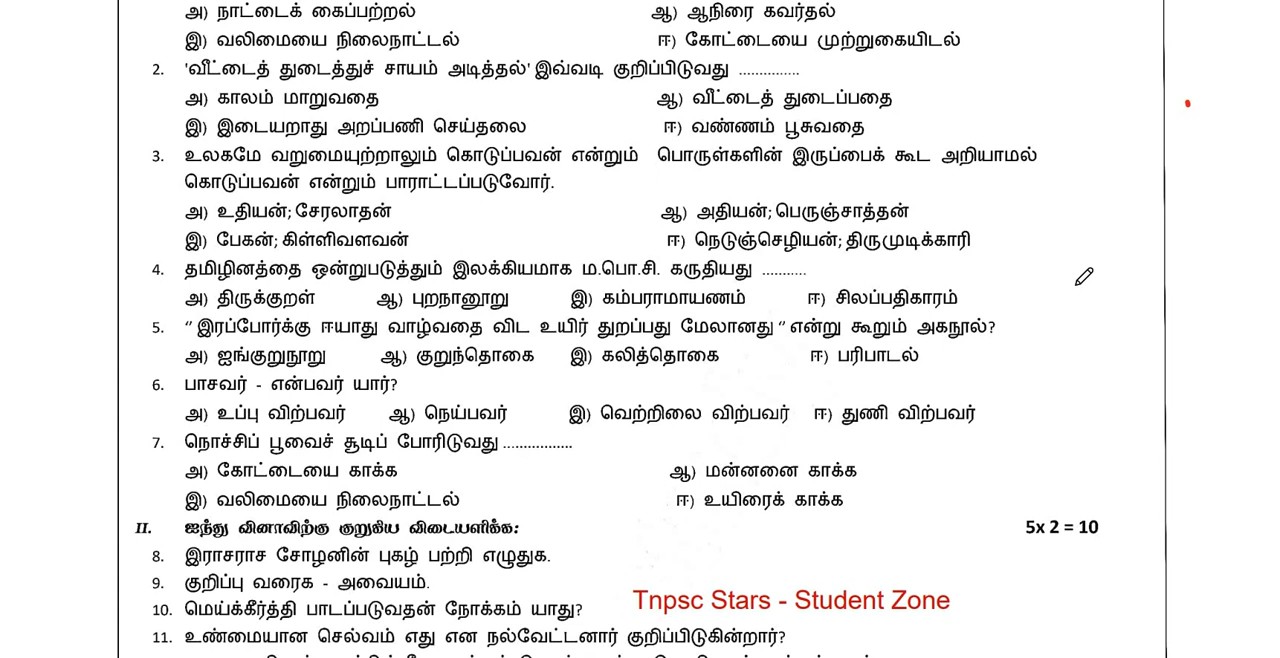 அ) நாட்டைக் கைப்பற்றல் ஆ) ஆநிரை கவர்தல்
இ) வலிமையை நிலைநாட்டல் ஈ) கோட்டையை முற்றுகையிடல்
2. 'வீட்டைத் துடைத்துச் சாயம் அடித்தல்' இவ்வடி குறிப்பிடுவது ...............
அ) காலம் மாறுவதை ஆ) வீட்டைத் துடைப்பதை
இ) இடையறாது அறப்பணி செய்தலை ஈ) வண்ணம் பூசுவதை
3. உலகமே வறுமையுற்றாலும் கொடுப்பவன் என்றும் பொருள்களின் இருப்பைக் கூட அறியாமல்
கொடுப்பவன் என்றும் பாராட்டப்படுவோர்.
அ) உதியன்; சேரலாதன் ஆ) அதியன்; பெருஞ்சாத்தன்
இ) பேகன்; கிள்ளிவளவன் ஈ) நெடுஞ்செழியன்; திருமுடிக்காரி
4. தமிழினத்தை ஒன்றுபடுத்தும் இலக்கியமாக ம.பொ.சி. கருதியது ...........
அ) திருக்குறள் ஆ) புறநானூறு இ) கம்பராமாயணம் ஈ) சிலப்பதிகாரம்
5. “ இரப்போர்க்கு ஈயாது வாழ்வதை விட உயிர் துறப்பது மேலானது ” என்று கூறும் அகநூல்?
அ) ஐங்குறுநூறு ஆ) குறுந்தொகை இ) கலித்தொகை ஈ) பரிபாடல்
6. பாசவர் - என்பவர் யார்?
அ) உப்பு விற்பவர் ஆ) நெய்பவர் இ) வெற்றிலை விற்பவர் ஈ) துணி விற்பவர்
7. நொச்சிப் பூவைச் சூடிப் போரிடுவது .................
அ) கோட்டையை காக்க ஆ) மன்னனை காக்க
இ) வலிமையை நிலைநாட்டல் ஈ) உயிரைக் காக்க
II. ஐந்து வினாவிற்கு குறுகிய விடையளிக்க: 5x 2 = 10
8. இராசராச சோழனின் புகழ் பற்றி எழுதுக.
9. குறிப்பு வரைக - அவையம்.
10. மெய்க்கீர்த்தி பாடப்படுவதன் நோக்கம் யாது?
Tnpsc Stars - Student Zone
11. உண்மையான செல்வம் எது என நல்வேட்டனார் குறிப்பிடுகின்றார்?